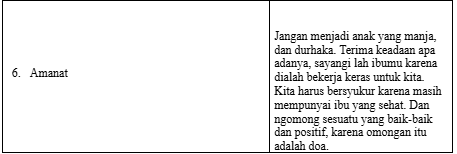 6. Amanat
Jangan menjadi anak yang manja,
dan durhaka. Terima keadaan apa
adanya, sayangi lah ibumu karena
dialah bekerja keras untuk kita.
Kita harus bersyukur karena masih
mempunyai ibu yang sehat. Dan
ngomong sesuatu yang baik-baik
dan positif, karena omongan itu
adalah doa.